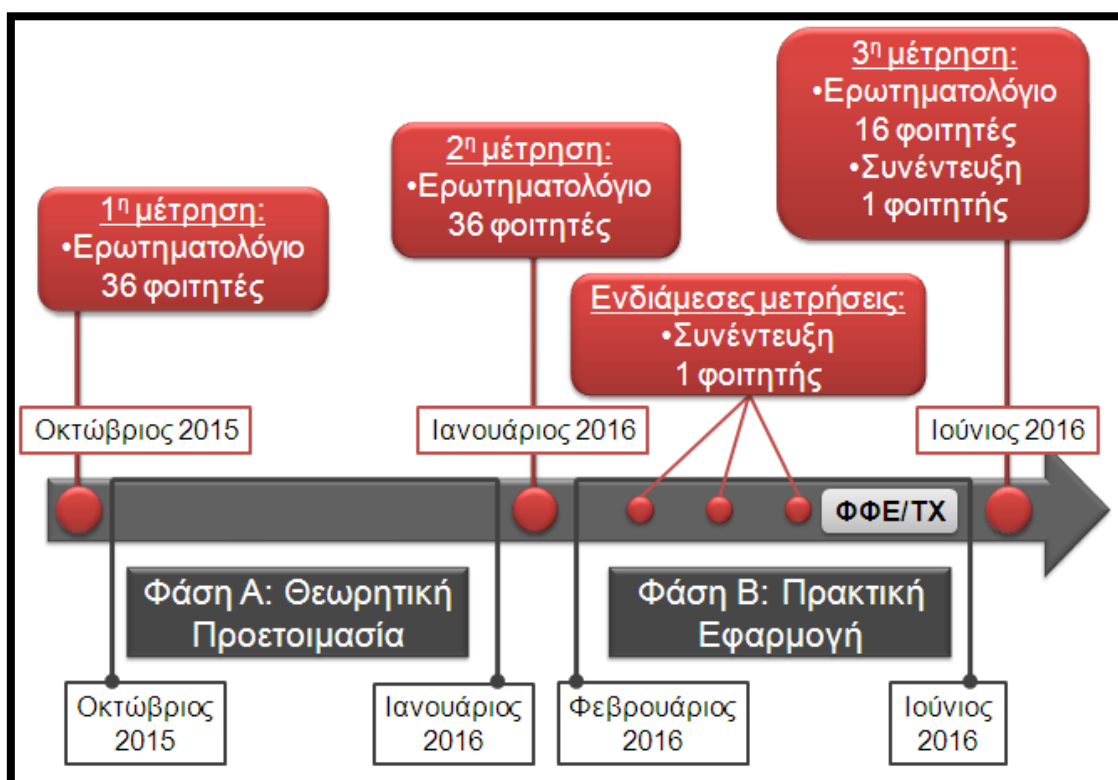 3η μέτρηση:
•Ερωτηματολόγιο
16 φοιτητές
•Συνέντευξη
1 φοιτητής
2η μέτρηση:
•Ερωτηματολόγιο
36 φοιτητές
1η μέτρηση:
•Ερωτηματολόγιο
36 φοιτητές
Ενδιάμεσες μετρήσεις:
•Συνέντευξη
1 φοιτητής
Οκτώβριος 2015
Ιανουάριος 2016
Ιούνιος 2016
ΦΦΕ/ΤΧ
Φάση Α: Θεωρητική
Προετοιμασία
Φάση Β: Πρακτική
Εφαρμογή
Οκτώβριος
2015
Ιανουάριος
2016
Φεβρουάριος
2016
Ιούνιος
2016